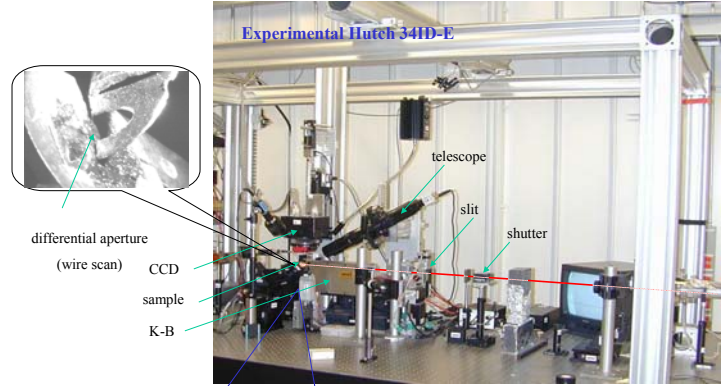 Experimental Hutch 34ID-E
telescope
slit
shutter
differential aperture
(wire scan)
CCD
sample
K-B